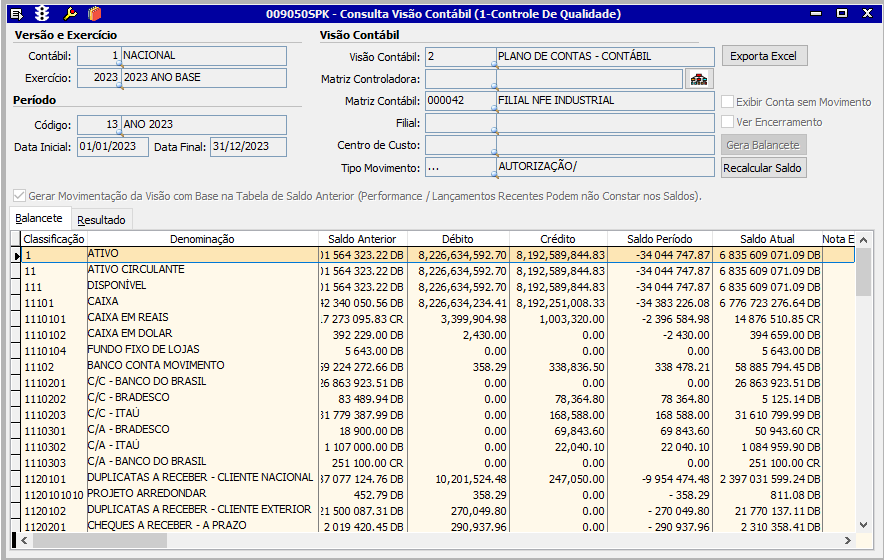 009050SPK - Consulta Visão Contábil (1-Controle De Qualidade)
Versão e Exercício
Contábil: 1 NACIONAL
Exercício: 2023 2023 ANO BASE
Período
Código: 13 ANO 2023
Data Inicial: 01/01/2023 Data Final: 31/12/2023
Visão Contábil
Visão Contábil: 2 PLANO DE CONTAS - CONTÁBIL
Matriz Controladora:
Matriz Contábil: 000042 FILIAL NFE INDUSTRIAL
Filial:
Centro de Custo:
Tipo Movimento: ... AUTORIZAÇÃO/
Exporta Excel
Exibir Conta sem Movimento
Ver Encerramento
Gera Balancete
Recalcular Saldo
Gerar Movimentação da Visão com Base na Tabela de Saldo Anterior (Performance / Lançamentos Recentes Podem não Constar nos Saldos).
Balancete Resultado
Classificação Denominação Saldo Anterior Débito Crédito Saldo Período Saldo Atual Nota E
1 ATIVO 01 564 323.22 DB 8,226,634,592.70 8,192,589,844.83 -34 044 747.87 6 835 609 071.09 DB
11 ATIVO CIRCULANTE 01 564 323.22 DB 8,226,634,592.70 8,192,589,844.83 -34 044 747.87 6 835 609 071.09 DB
111 DISPONÍVEL 01 564 323.22 DB 8,226,634,592.70 8,192,589,844.83 -34 044 747.87 6 835 609 071.09 DB
11101 CAIXA 42 340 050.56 DB 8,226,634,234.41 8,192,251,008.33 -34 383 226.08 6 776 723 276.64 DB
1110101 CAIXA EM REAIS 17 273 095.83 CR 3,399,904.98 1,003,320.00 -2 396 584.98 14 876 510.85 CR
1110102 CAIXA EM DOLAR 392 229.00 DB 2,430.00 0.00 -2 430.00 394 659.00 DB
1110104 FUNDO FIXO DE LOJAS 5 643.00 DB 0.00 0.00 0.00 5 643.00 DB
11102 BANCO CONTA MOVIMENTO 59 224 272.66 DB 358.29 338,836.50 338 478.21 58 885 794.45 DB
1110201 C/C - BANCO DO BRASIL 26 863 923.51 DB 0.00 0.00 0.00 26 863 923.51 DB
1110202 C/C - BRADESCO 83 489.94 DB 0.00 78,364.80 78 364.80 5 125.14 DB
1110203 C/C - ITAÚ 31 779 387.99 DB 0.00 168,588.00 168 588.00 31 610 799.99 DB
1110301 C/A - BRADESCO 18 900.00 DB 0.00 69,843.60 69 843.60 50 943.60 CR
1110302 C/A - ITAÚ 1 107 000.00 DB 0.00 22,040.10 22 040.10 1 084 959.90 DB
1110303 C/A - BANCO DO BRASIL 251 100.00 CR 0.00 0.00 0.00 251 100.00 CR
1120101 DUPLICATAS A RECEBER - CLIENTE NACIONAL 37 077 124.76 DB 10,201,524.48 247,050.00 -9 954 474.48 2 397 031 599.24 DB
1120101010 PROJETO ARREDONDAR 452.79 DB 358.29 0.00 - 358.29 811.08 DB
1120102 DUPLICATAS A RECEBER - CLIENTE EXTERIOR 21 500 087.31 DB 270,049.80 0.00 - 270 049.80 21 770 137.11 DB
1120201 CHEQUES A RECEBER - A PRAZO 2 019 420.45 DB 290,937.96 0.00 - 290 937.96 2 310 358.41 DB